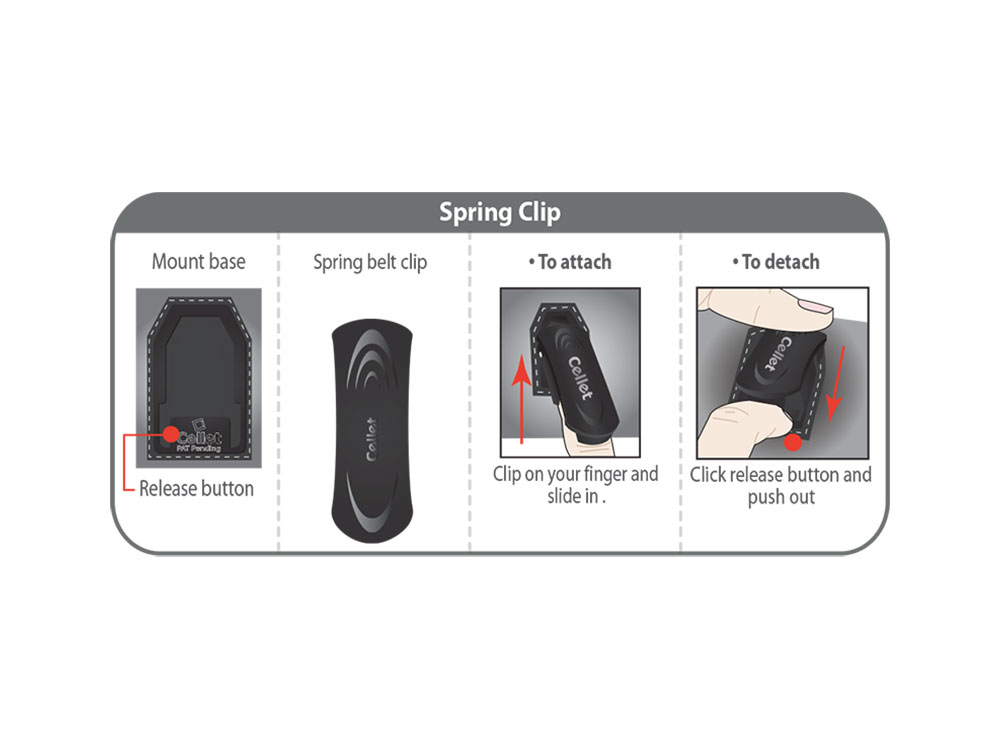 Spring Clip
Mount base
Cellet
PAT Pending
Release button
Spring belt clip
Cellet
• To attach
Cellet
Clip on your finger and
slide in .
• To detach
Cellet
Click release button and
push out